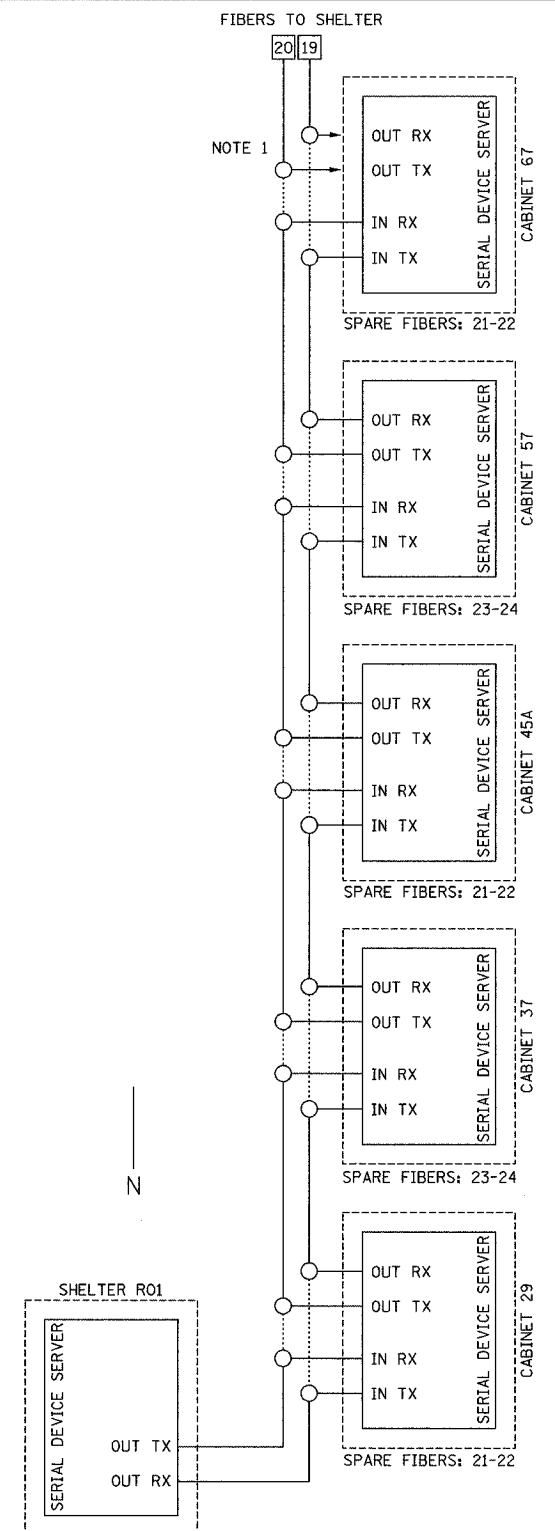 FIBERS TO SHELTER
20 19
NOTE 1
OUT RX
OUT TX
IN RX
IN TX
SERIAL DEVICE SERVER
CABINET 67
SPARE FIBERS: 21-22
OUT RX
OUT TX
IN RX
IN TX
SERIAL DEVICE SERVER
CABINET 57
SPARE FIBERS: 23-24
OUT RX
OUT TX
IN RX
IN TX
SERIAL DEVICE SERVER
CABINET 45A
SPARE FIBERS: 21-22
OUT RX
OUT TX
IN RX
IN TX
SERIAL DEVICE SERVER
CABINET 37
SPARE FIBERS: 23-24
N
OUT RX
OUT TX
IN RX
IN TX
SERIAL DEVICE SERVER
CABINET 29
SPARE FIBERS: 21-22
SHELTER R01
SERIAL DEVICE SERVER
OUT TX
OUT RX